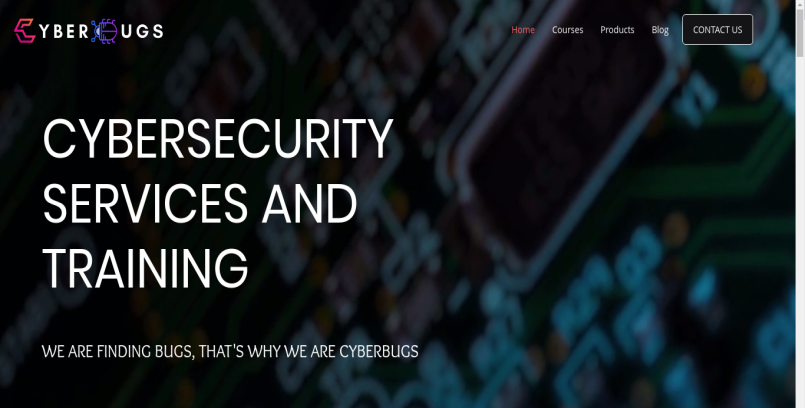 CYBERBUGS
Home Courses Products Blog CONTACT US
CYBERSECURITY
SERVICES AND
TRAINING
WE ARE FINDING BUGS, THAT'S WHY WE ARE CYBERBUGS